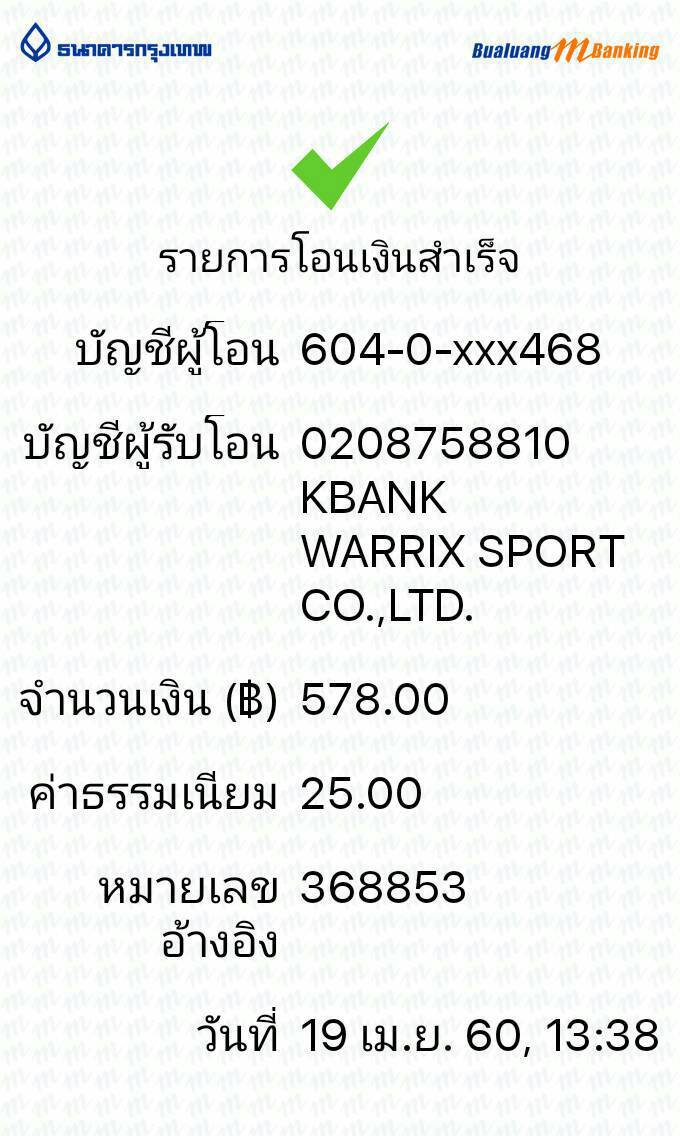 ธนาคารกรุงเทพ Bualuang mBanking
รายการโอนเงินสำเร็จ
บัญชีผู้โอน 604-0-xxx468
บัญชีผู้รับโอน 0208758810
KBANK
WARRIX SPORT
CO.,LTD.
จำนวนเงิน (฿) 578.00
ค่าธรรมเนียม 25.00
หมายเลข 368853
อ้างอิง
วันที่ 19 เม.ย. 60, 13:38